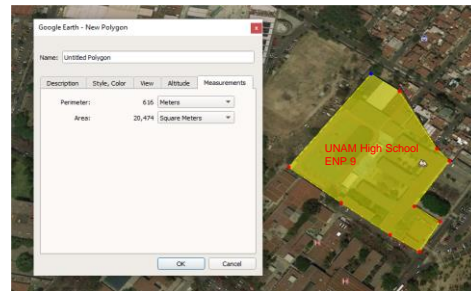 Google Earth - New Polygon
Name: Untitled Polygon
Description Style, Color View Altitude Measurements
Perimeter: 616 Meters
Area: 20,474 Square Meters
OK Cancel
UNAM High School
ENP 9
H